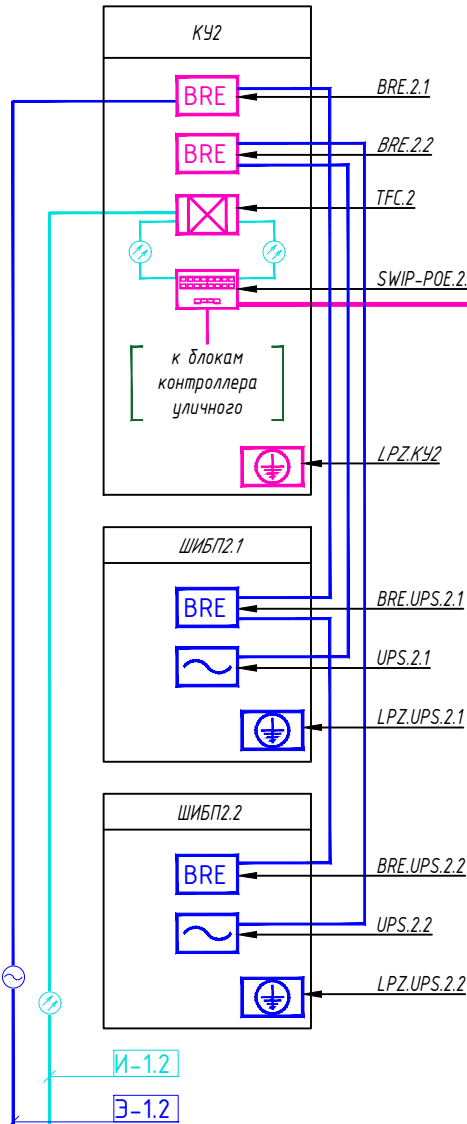 КУ2
BRE
BRE.2.1
BRE
BRE.2.2
TFC.2
SWIP-POE.2.
к блокам
контроллера
уличного
LPZ.КУ2
ШИБП2.1
BRE
BRE.UPS.2.1
UPS.2.1
LPZ.UPS.2.1
ШИБП2.2
BRE
BRE.UPS.2.2
UPS.2.2
LPZ.UPS.2.2
И-1.2
Э-1.2